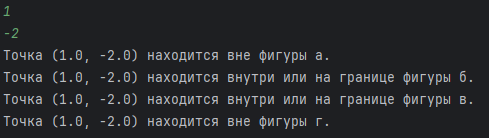 1
-2
Точка (1.0, -2.0) находится вне фигуры а.
Точка (1.0, -2.0) находится внутри или на границе фигуры б.
Точка (1.0, -2.0) находится внутри или на границе фигуры в.
Точка (1.0, -2.0) находится вне фигуры г.